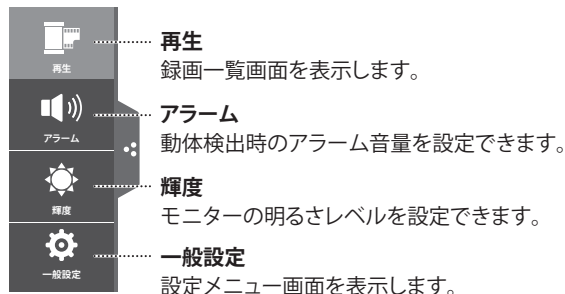 再生
再生
録画一覧画面を表示します。
アラーム
アラーム
動体検出時のアラーム音量を設定できます。
輝度
輝度
モニターの明るさレベルを設定できます。
一般設定
一般設定
設定メニュー画面を表示します。